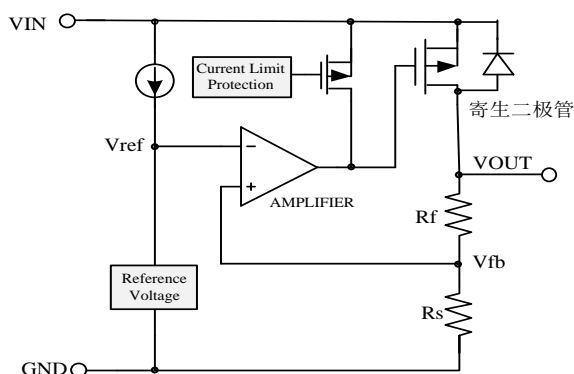 VIN
Current Limit
Protection
寄生二极管
Vref
−
VOUT
+
AMPLIFIER
Rf
Reference
Voltage
Vfb
Rs
GND